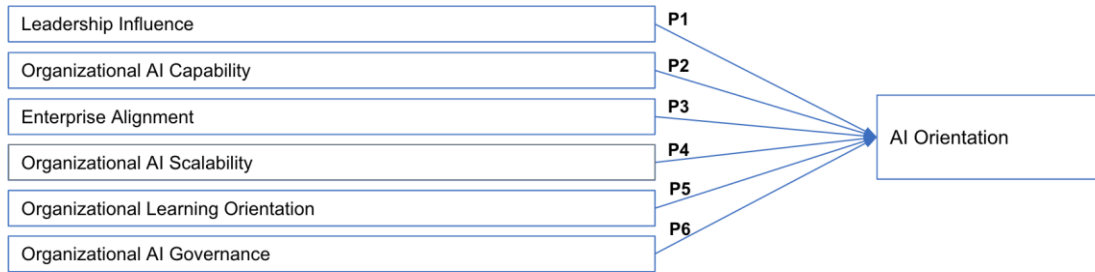 Leadership Influence
P1
Organizational AI Capability
P2
Enterprise Alignment
P3
Organizational AI Scalability
P4
Organizational Learning Orientation
P5
Organizational AI Governance
P6
AI Orientation